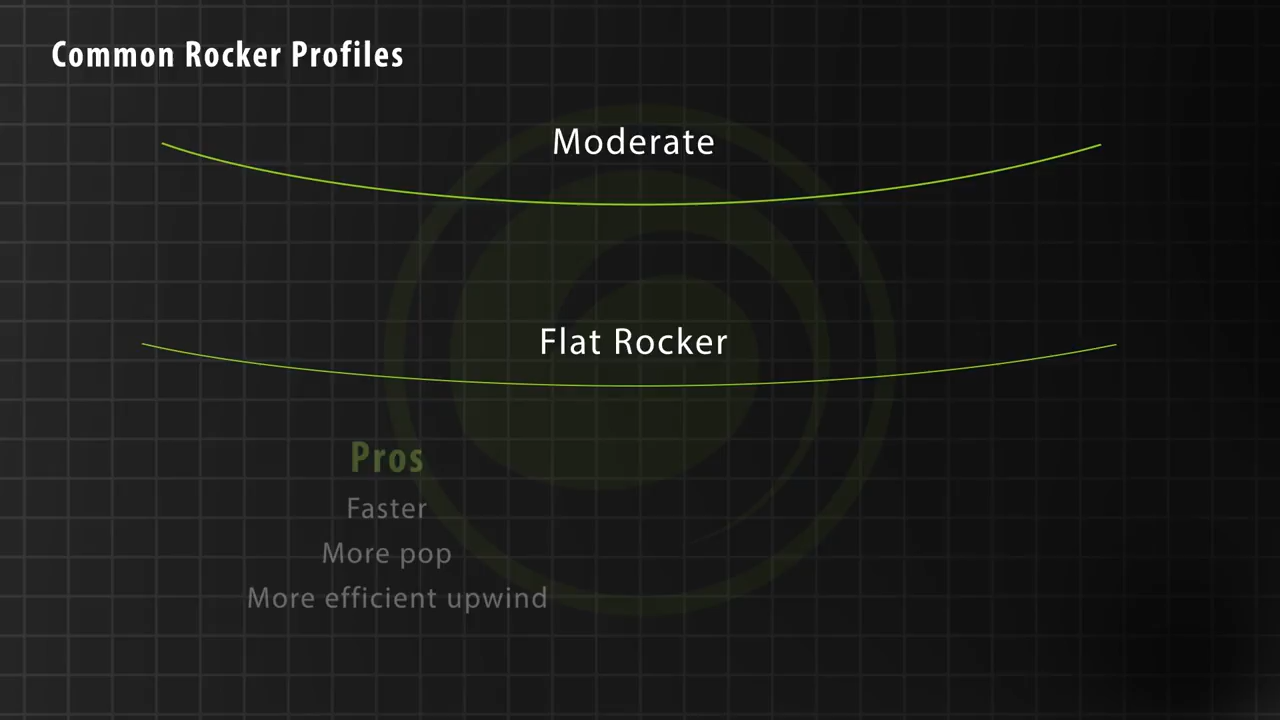 Common Rocker Profiles
Moderate
Flat Rocker
Pros
Faster
More pop
More efficient upwind